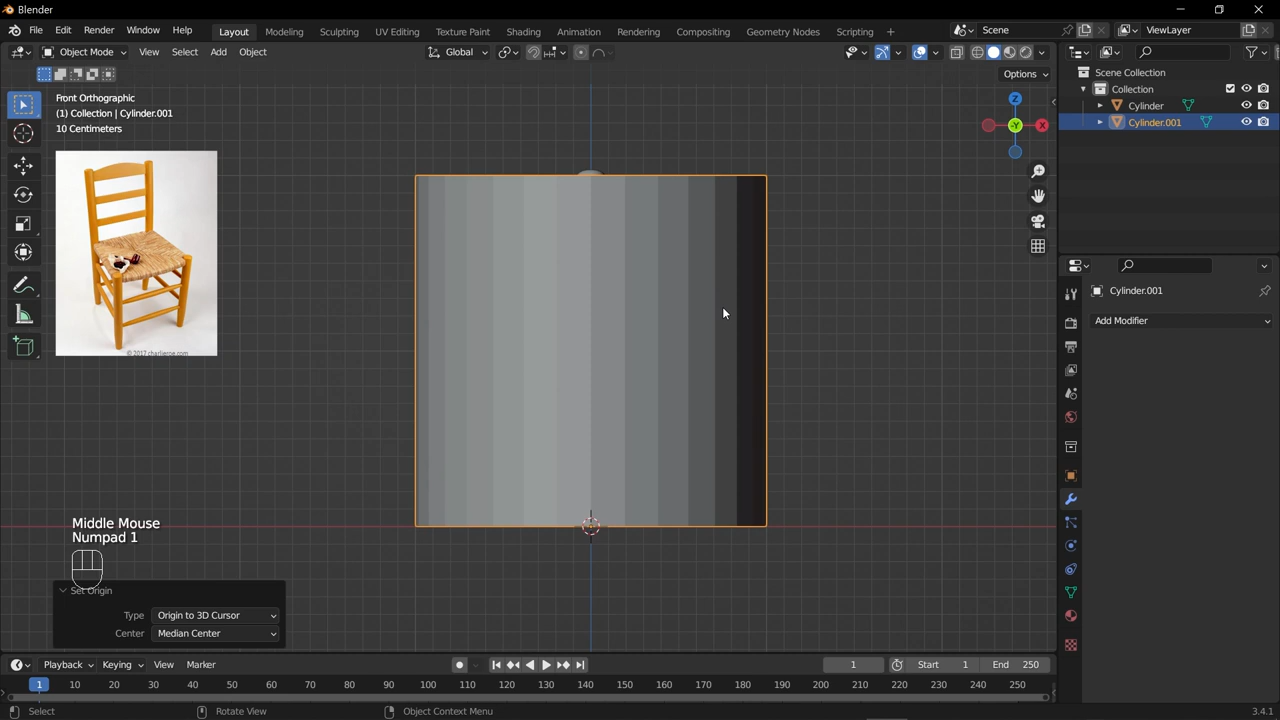 Blender
File Edit Render Window Help Layout Modeling Sculpting UV Editing Texture Paint Shading Animation Rendering Compositing Geometry Nodes Scripting + Scene ViewLayer
Object Mode View Select Add Object Global
Options
Front Orthographic
(1) Collection | Cylinder.001
10 Centimeters
Z
-Y X
© 2017 charlieroe.com
Scene Collection
Collection
Cylinder
Cylinder.001
Cylinder.001
Add Modifier
Middle Mouse
Numpad 1
Set Origin
Type Origin to 3D Cursor
Center Median Center
Playback Keying View Marker 1 Start 1 End 250
1 10 20 30 40 50 60 70 80 90 100 110 120 130 140 150 160 170 180 190 200 210 220 230 240 250
Select Rotate View Object Context Menu 3.4.1